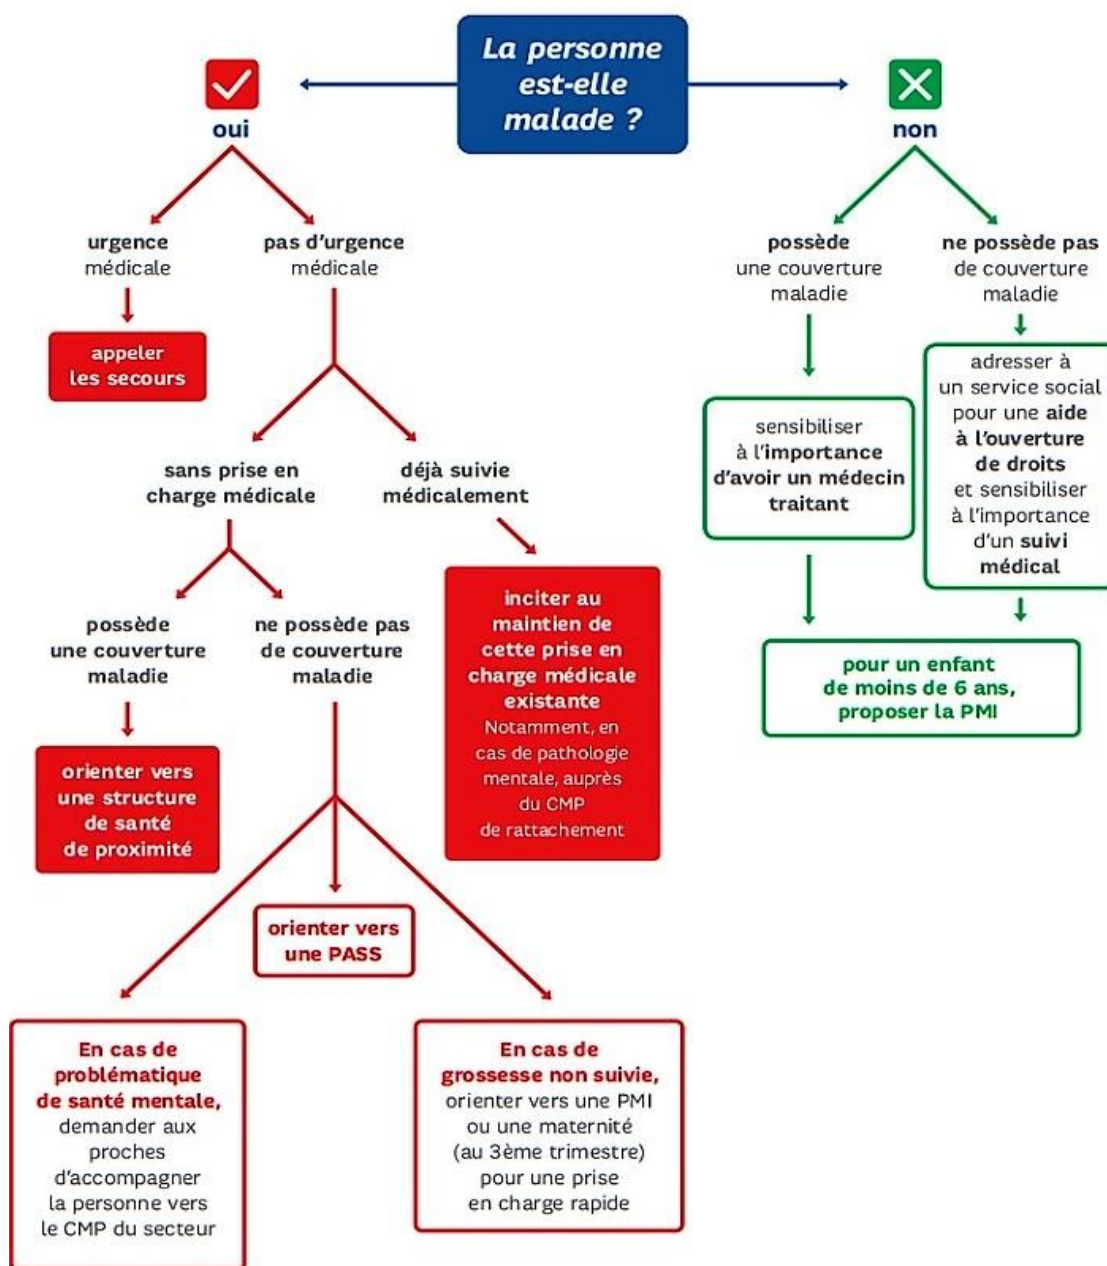 La personne
est-elle
malade ?
oui
non
urgence
médicale
pas d'urgence
médicale
appeler
les secours
sans prise en
charge médicale
déjà suivie
médicalement
possède
une couverture
maladie
ne possède pas
de couverture
maladie
inciter au
maintien de
cette prise en
charge médicale
existante
Notamment, en
cas de pathologie
mentale, auprès
du CMP
de rattachement
orienter vers
une structure
de santé
de proximité
orienter vers
une PASS
En cas de
problématique
de santé mentale,
demander aux
proches
d'accompagner
la personne vers
le CMP du secteur
En cas de
grossesse non suivie,
orienter vers une PMI
ou une maternité
(au 3ème trimestre)
pour une prise
en charge rapide
possède
une couverture
maladie
ne possède pas
de couverture
maladie
sensibiliser
à l'importance
d'avoir un médecin
traitant
adresser à
un service social
pour une aide
à l'ouverture
de droits
et sensibiliser
à l'importance
d'un suivi
médical
pour un enfant
de moins de 6 ans,
proposer la PMI